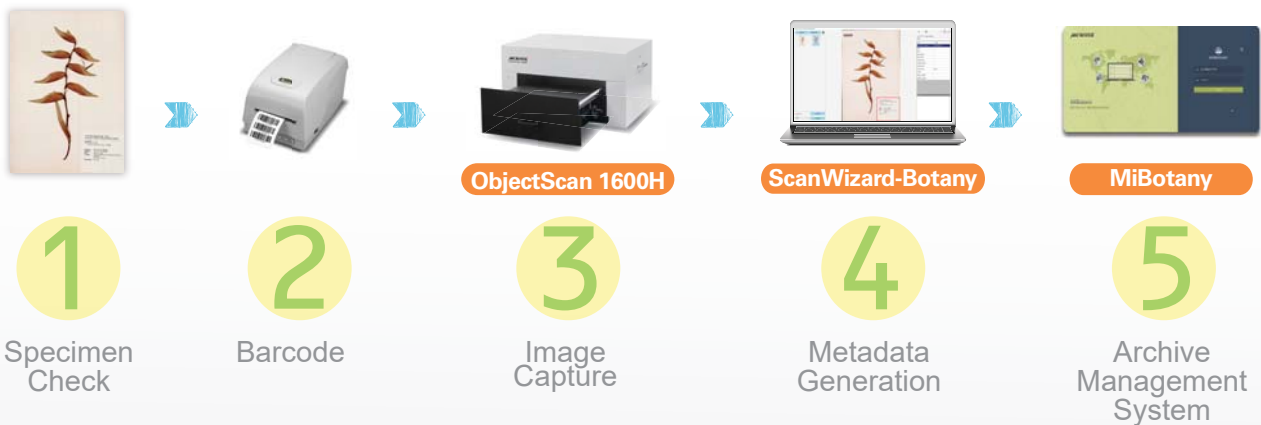 ObjectScan 1600H
ScanWizard-Botany
MiBotany
1
2
3
4
5
Specimen
Check
Barcode
Image
Capture
Metadata
Generation
Archive
Management
System